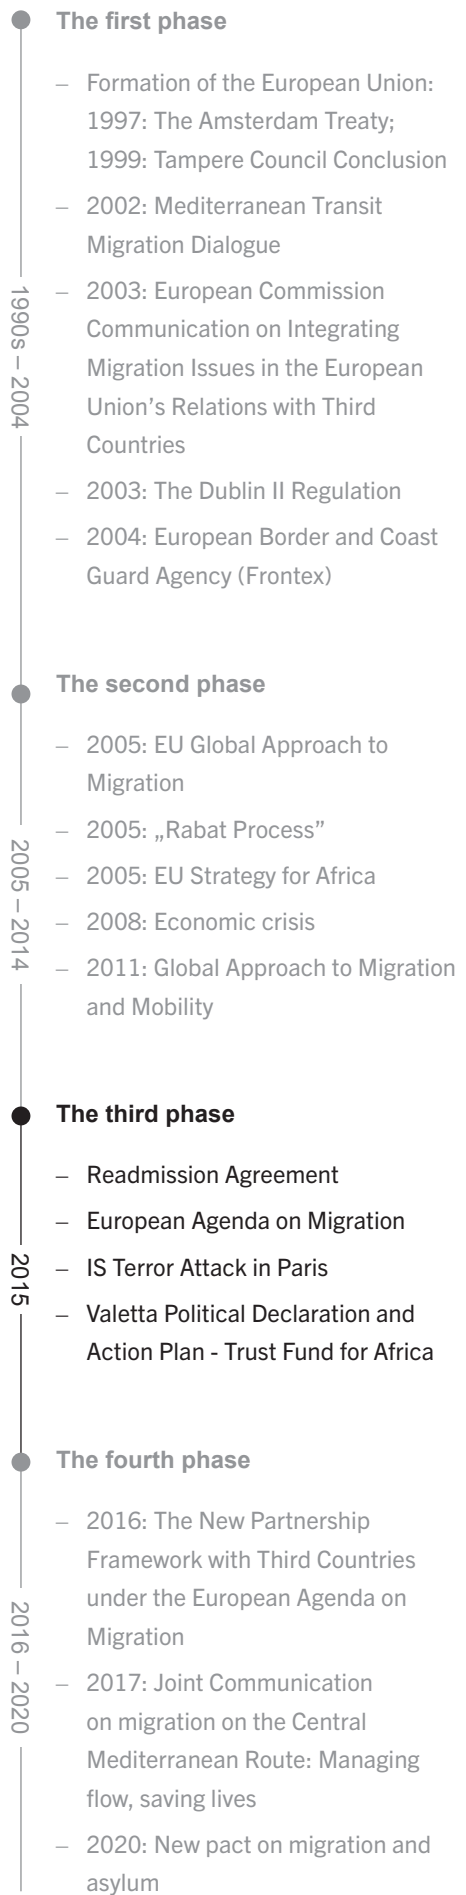 The first phase
– Formation of the European Union:
1997: The Amsterdam Treaty;
1999: Tampere Council Conclusion
– 2002: Mediterranean Transit
Migration Dialogue
1990s – 2004
– 2003: European Commission
Communication on Integrating
Migration Issues in the European
Union’s Relations with Third
Countries
– 2003: The Dublin II Regulation
– 2004: European Border and Coast
Guard Agency (Frontex)
The second phase
– 2005: EU Global Approach to
Migration
– 2005: „Rabat Process”
2005 – 2014
– 2005: EU Strategy for Africa
– 2008: Economic crisis
– 2011: Global Approach to Migration
and Mobility
The third phase
– Readmission Agreement
– European Agenda on Migration
2015
– IS Terror Attack in Paris
– Valetta Political Declaration and
Action Plan - Trust Fund for Africa
The fourth phase
– 2016: The New Partnership
Framework with Third Countries
under the European Agenda on
Migration
2016 – 2020
– 2017: Joint Communication
on migration on the Central
Mediterranean Route: Managing
flow, saving lives
– 2020: New pact on migration and
asylum